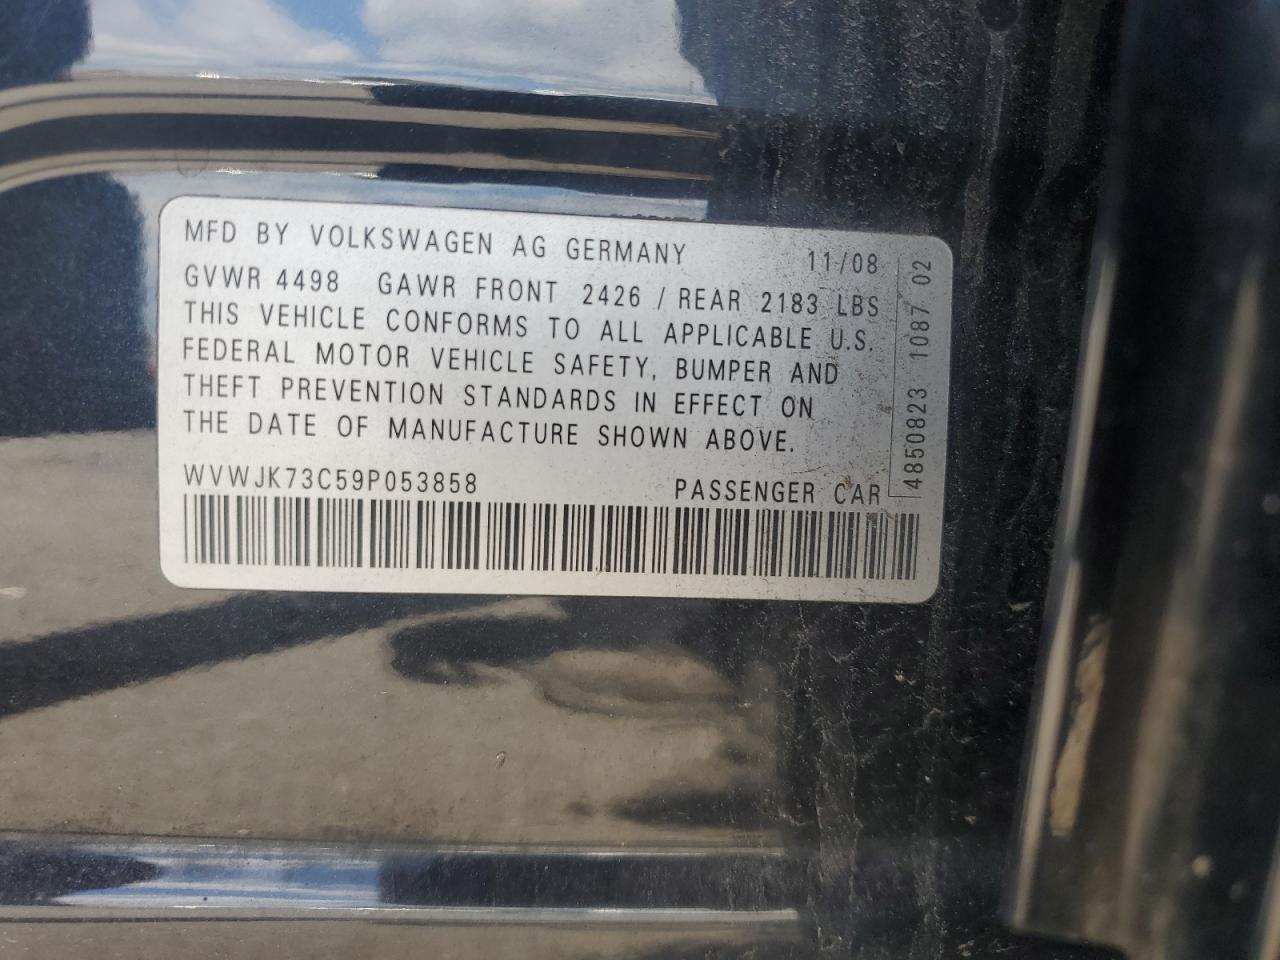 MFD BY VOLKSWAGEN AG GERMANY 11/08
GVWR 4498 GAWR FRONT 2426 / REAR 2183 LBS
THIS VEHICLE CONFORMS TO ALL APPLICABLE U.S.
FEDERAL MOTOR VEHICLE SAFETY, BUMPER AND
THEFT PREVENTION STANDARDS IN EFFECT ON
THE DATE OF MANUFACTURE SHOWN ABOVE.
WVWJK73C59P053858 PASSENGER CAR
4850823 1087 02